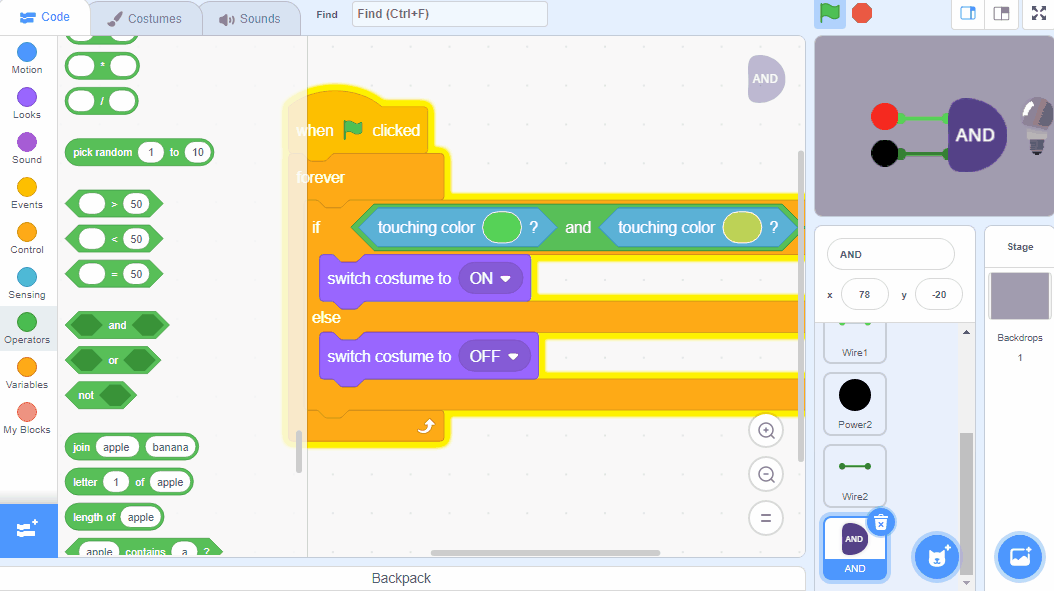 Code
Costumes
Sounds
Find
Find (Ctrl+F)
Motion
Looks
Sound
Events
Control
Sensing
Operators
Variables
My Blocks
*
/
pick random 1 to 10
> 50
< 50
= 50
and
or
not
join apple banana
letter 1 of apple
length of apple
apple contains a ?
when clicked
forever
if touching color ? and touching color ?
switch costume to ON
else
switch costume to OFF
AND
AND
AND
x 78 y -20
Wire1
Power2
Wire2
AND
AND
Stage
Backdrops
1
Backpack